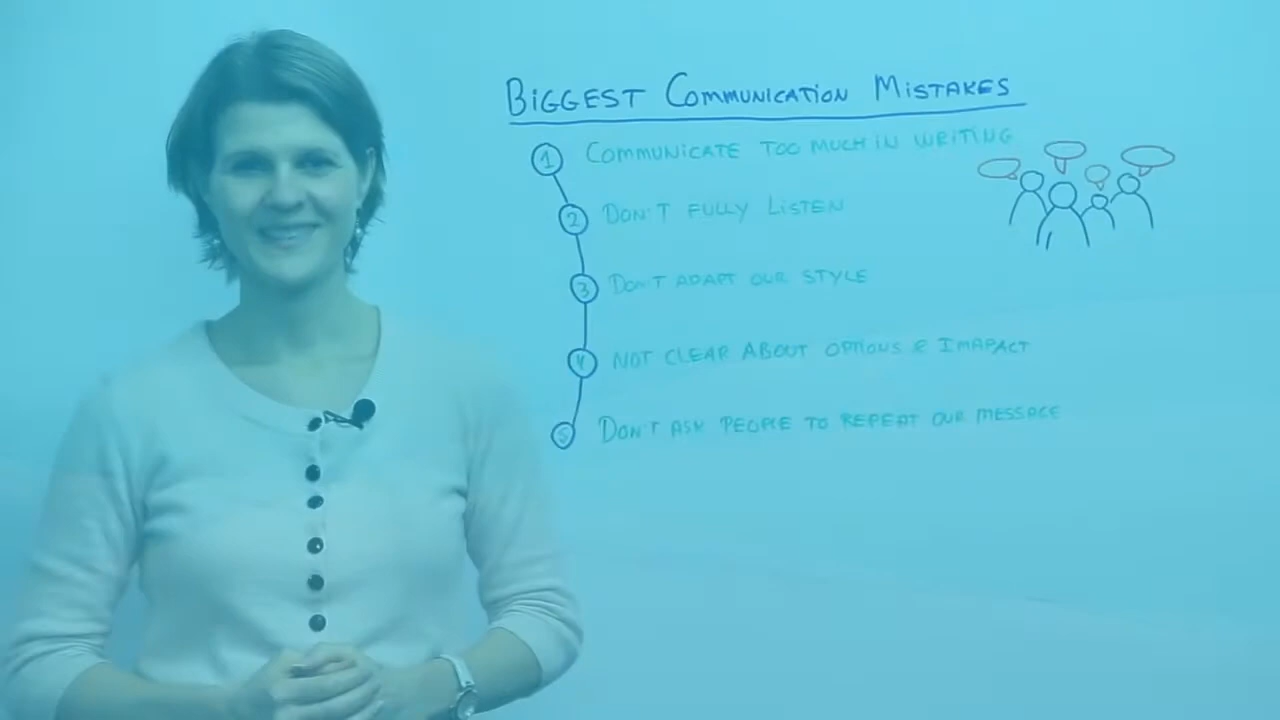 BIGGEST COMMUNICATION MISTAKES
1 COMMUNICATE TOO MUCH IN WRITING
2 DON'T FULLY LISTEN
3 DON'T ADAPT OUR STYLE
4 NOT CLEAR ABOUT OPTIONS & IMAPACT
5 DON'T ASK PEOPLE TO REPEAT OUR MESSAGE